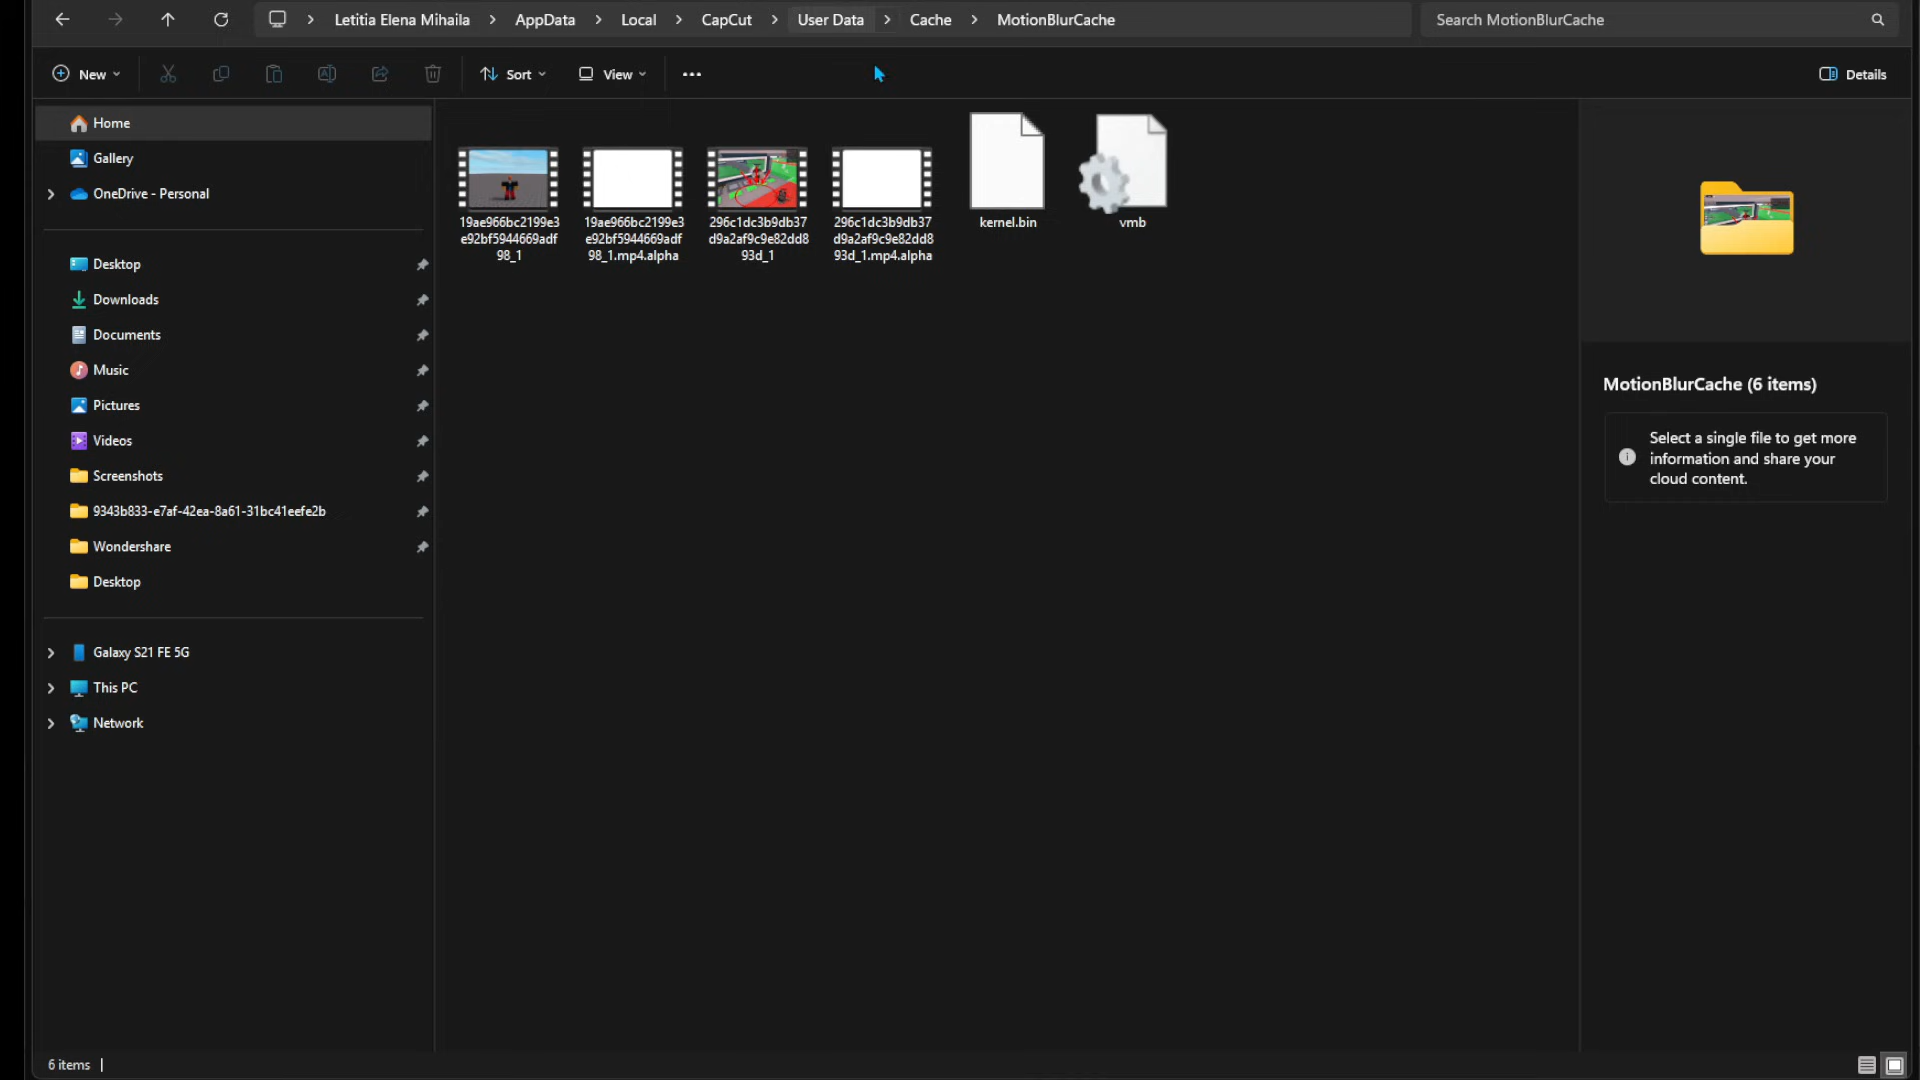 Letitia Elena Mihaila > AppData > Local > CapCut > User Data > Cache > MotionBlurCache
Search MotionBlurCache
New
Sort
View
Details
Home
Gallery
OneDrive - Personal
Desktop
Downloads
Documents
Music
Pictures
Videos
Screenshots
9343b833-e7af-42ea-8a61-31bc41eefe2b
Wondershare
Desktop
Galaxy S21 FE 5G
This PC
Network
19ae966bc2199e3
e92bf5944669adf
98_1
19ae966bc2199e3
e92bf5944669adf
98_1.mp4.alpha
296c1dc3b9db37
d9a2af9c9e82dd8
93d_1
296c1dc3b9db37
d9a2af9c9e82dd8
93d_1.mp4.alpha
kernel.bin
vmb
MotionBlurCache (6 items)
Select a single file to get more
information and share your
cloud content.
6 items